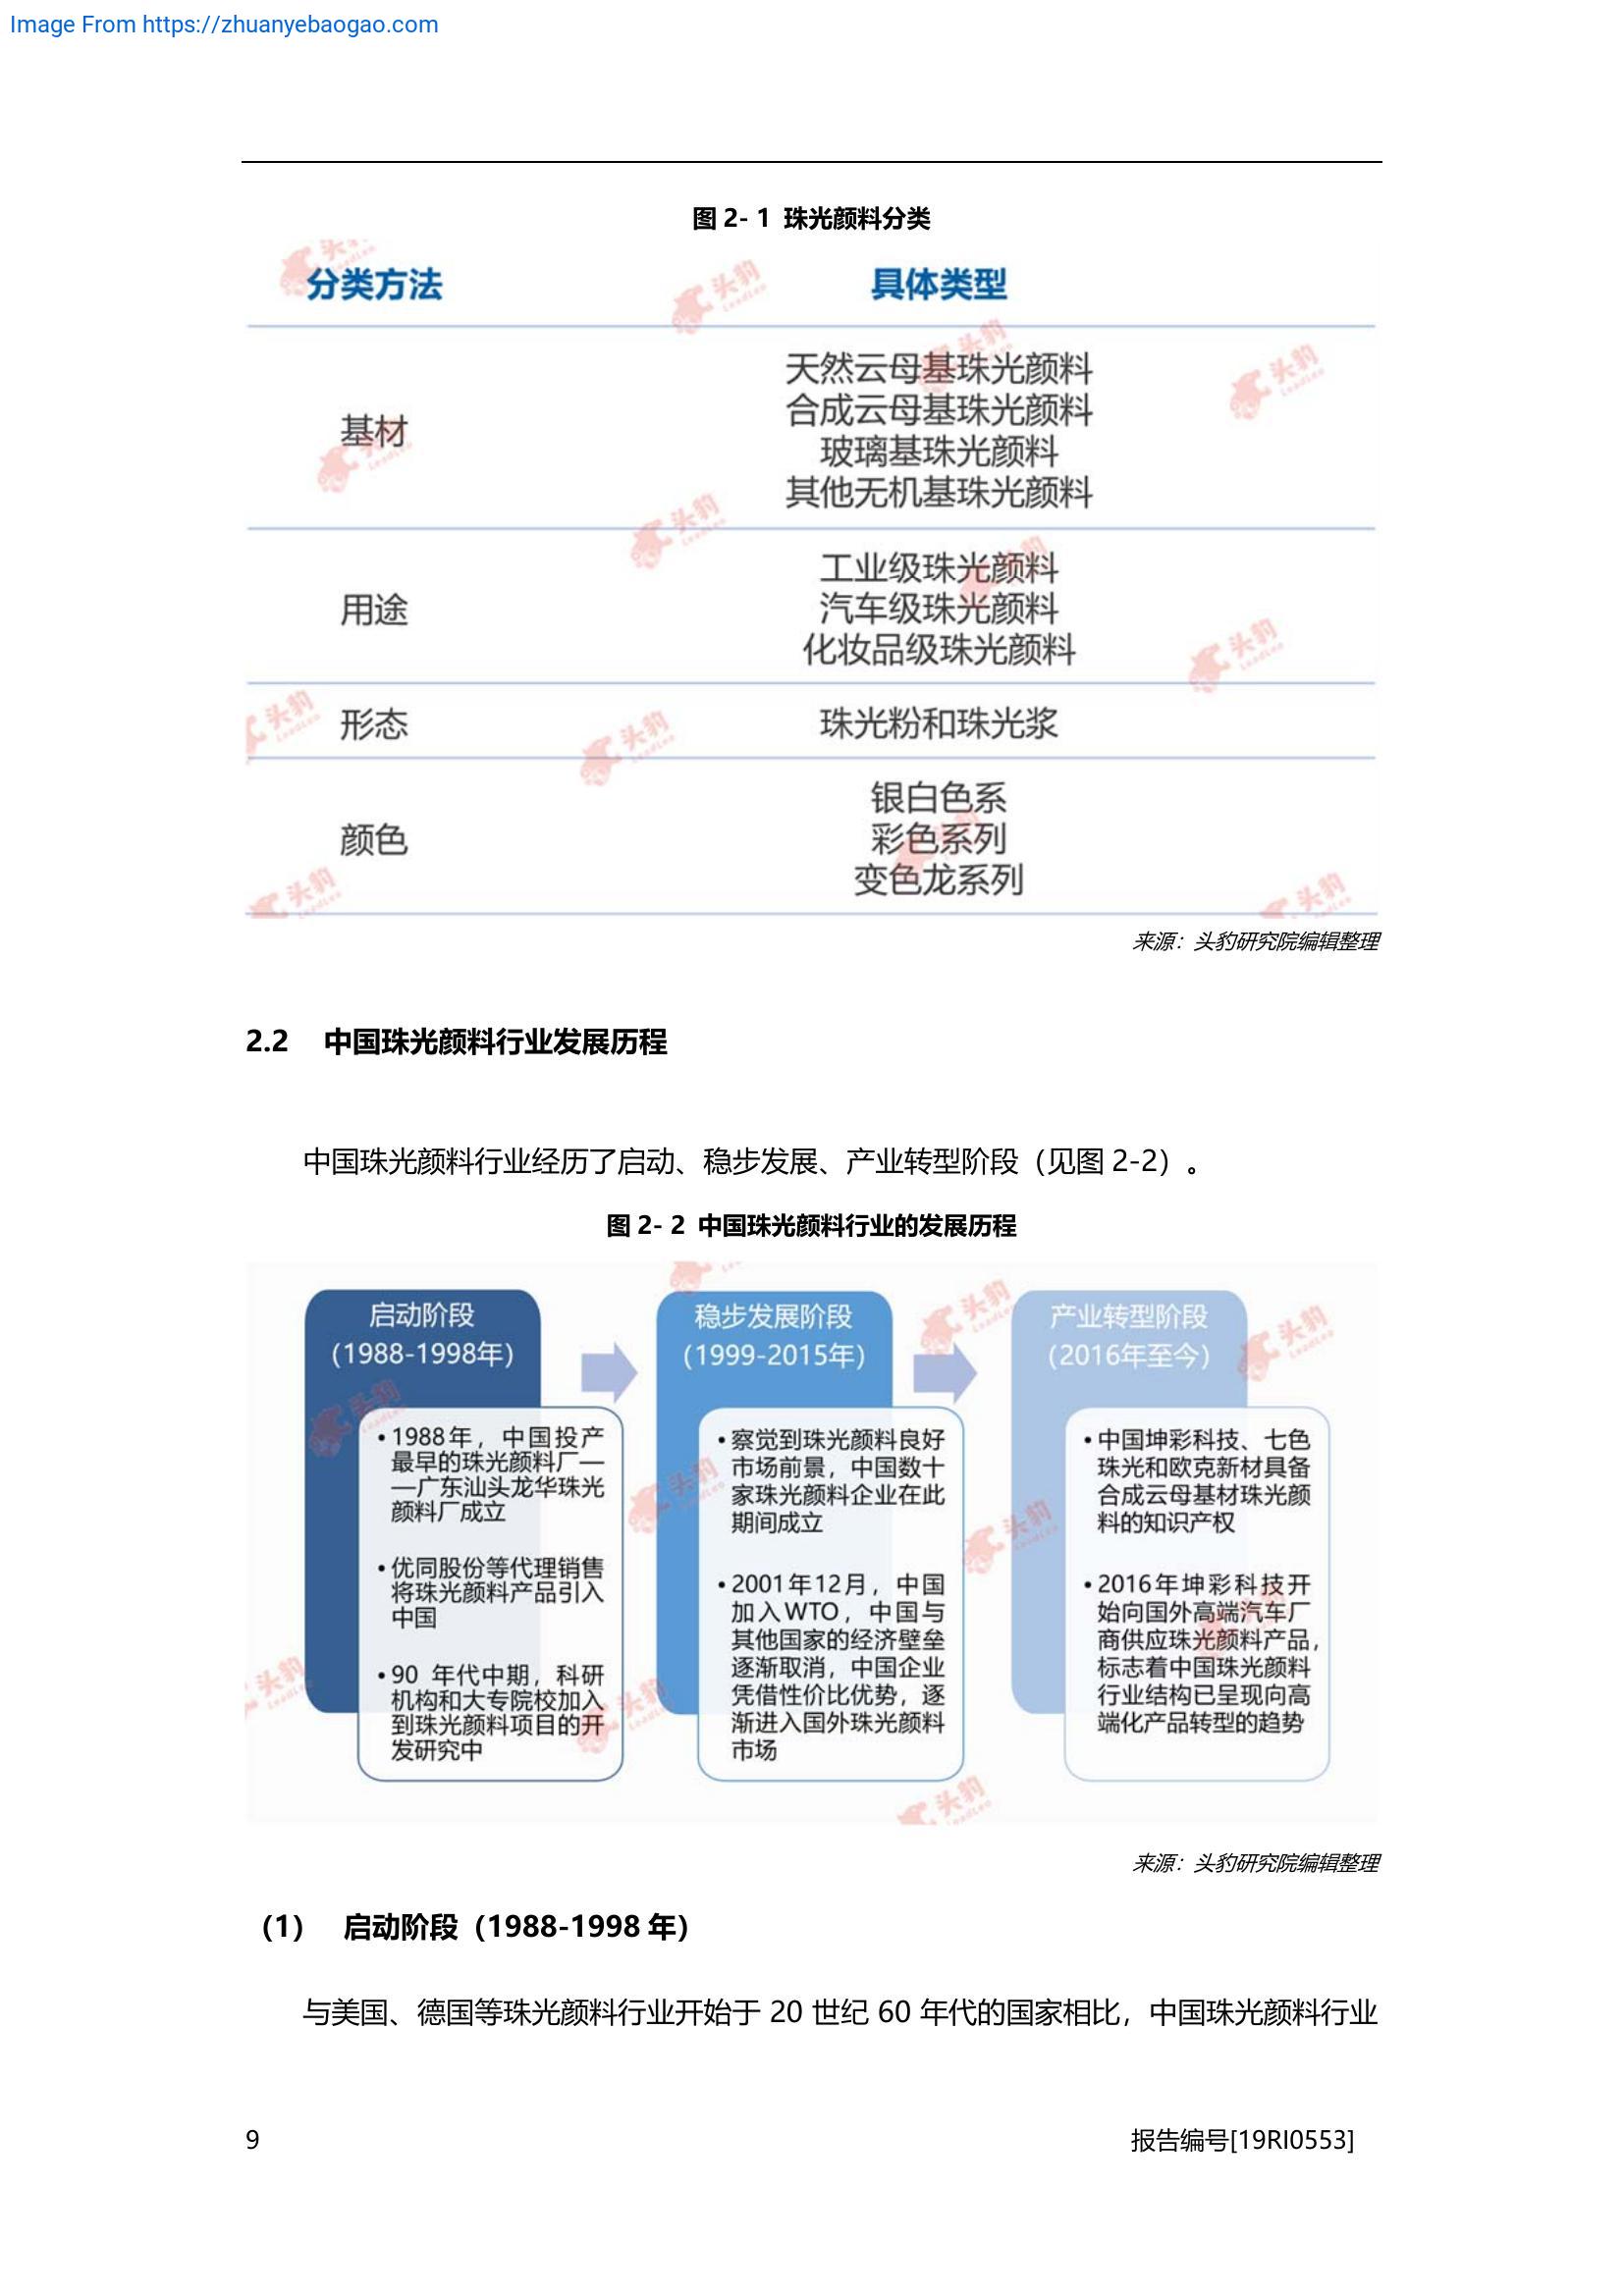 Image From https://zhuanyebaogao.com
图 2- 1 珠光颜料分类
分类方法 具体类型
基材
天然云母基珠光颜料
合成云母基珠光颜料
玻璃基珠光颜料
其他无机基珠光颜料
用途
工业级珠光颜料
汽车级珠光颜料
化妆品级珠光颜料
形态 珠光粉和珠光浆
颜色
银白色系
彩色系列
变色龙系列
来源：头豹研究院编辑整理
2.2 中国珠光颜料行业发展历程
中国珠光颜料行业经历了启动、稳步发展、产业转型阶段（见图 2-2）。
图 2- 2 中国珠光颜料行业的发展历程
启动阶段
（1988-1998年）
•1988年，中国投产
最早的珠光颜料厂—
—广东汕头龙华珠光
颜料厂成立
•优同股份等代理销售
将珠光颜料产品引入
中国
•90 年代中期，科研
机构和大专院校加入
到珠光颜料项目的开
发研究中
稳步发展阶段
（1999-2015年）
•察觉到珠光颜料良好
市场前景，中国数十
家珠光颜料企业在此
期间成立
•2001年12月，中国
加入WTO，中国与
其他国家的经济壁垒
逐渐取消，中国企业
凭借性价比优势，逐
渐进入国外珠光颜料
市场
产业转型阶段
（2016年至今）
•中国坤彩科技、七色
珠光和欧克新材具备
合成云母基材珠光颜
料的知识产权
•2016年坤彩科技开
始向国外高端汽车厂
商供应珠光颜料产品，
标志着中国珠光颜料
行业结构已呈现向高
端化产品转型的趋势
来源：头豹研究院编辑整理
（1） 启动阶段（1988-1998 年）
与美国、德国等珠光颜料行业开始于 20 世纪 60 年代的国家相比，中国珠光颜料行业
9 报告编号[19RI0553]